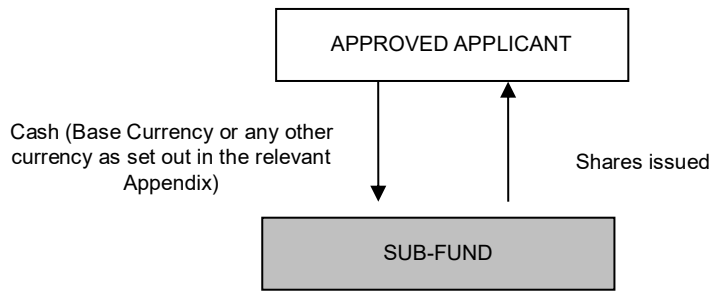 APPROVED APPLICANT
Cash (Base Currency or any other
currency as set out in the relevant
Appendix)
Shares issued
SUB-FUND